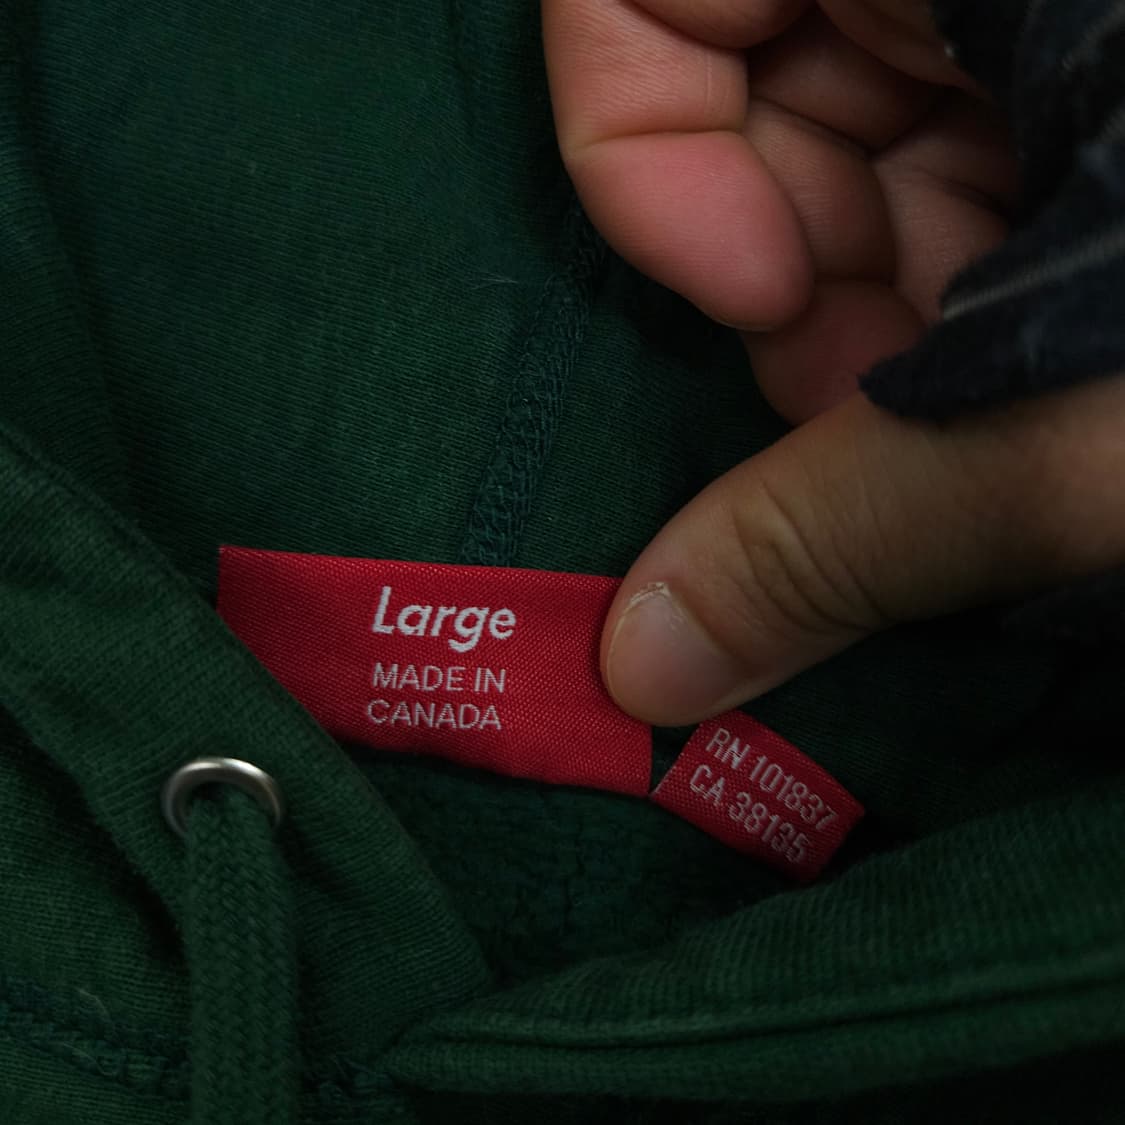 Large
MADE IN
CANADA
RN 101837
CA 38135